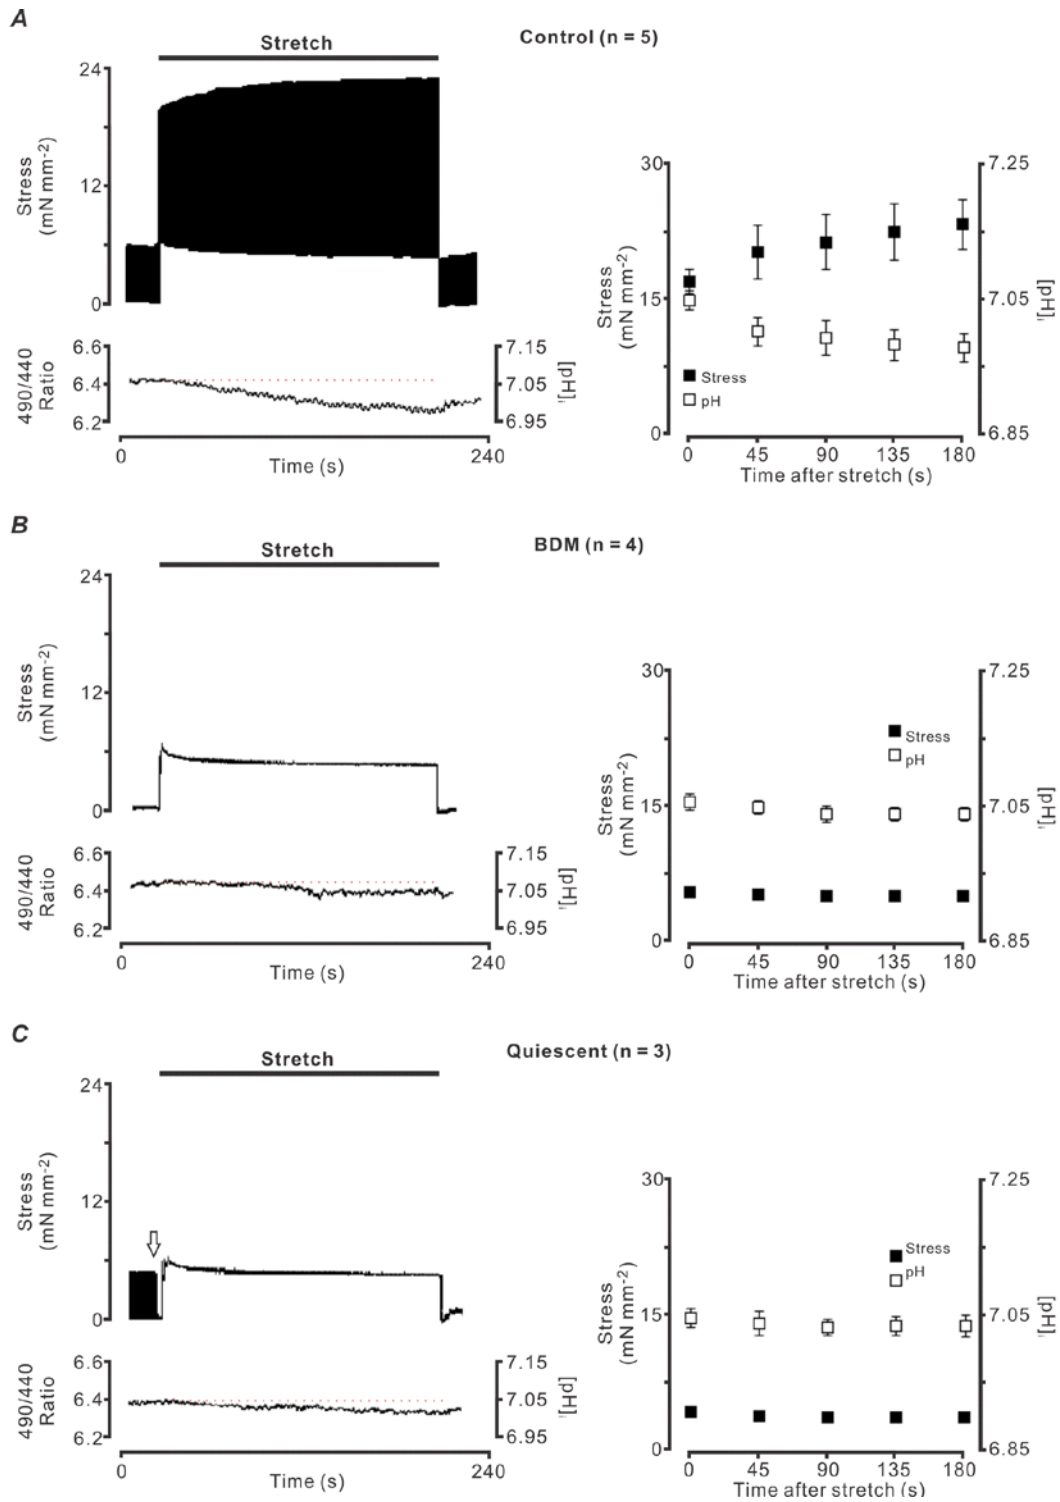 A
Control (n = 5)
Stretch
24
12
0
Stress
(mN mm-2)
6.6
6.4
6.2
490/440
Ratio
7.15
7.05
6.95
[pH]i
0
240
Time (s)
30
15
0
Stress
(mN mm-2)
7.25
7.05
6.85
[pH]i
Stress
pH
0 45 90 135 180
Time after stretch (s)
B
BDM (n = 4)
Stretch
24
12
0
Stress
(mN mm-2)
6.6
6.4
6.2
490/440
Ratio
7.15
7.05
6.95
[pH]i
0
240
Time (s)
30
15
0
Stress
(mN mm-2)
7.25
7.05
6.85
[pH]i
Stress
pH
0 45 90 135 180
Time after stretch (s)
C
Quiescent (n = 3)
Stretch
24
12
0
Stress
(mN mm-2)
6.6
6.4
6.2
490/440
Ratio
7.15
7.05
6.95
[pH]i
0
240
Time (s)
30
15
0
Stress
(mN mm-2)
7.25
7.05
6.85
[pH]i
Stress
pH
0 45 90 135 180
Time after stretch (s)